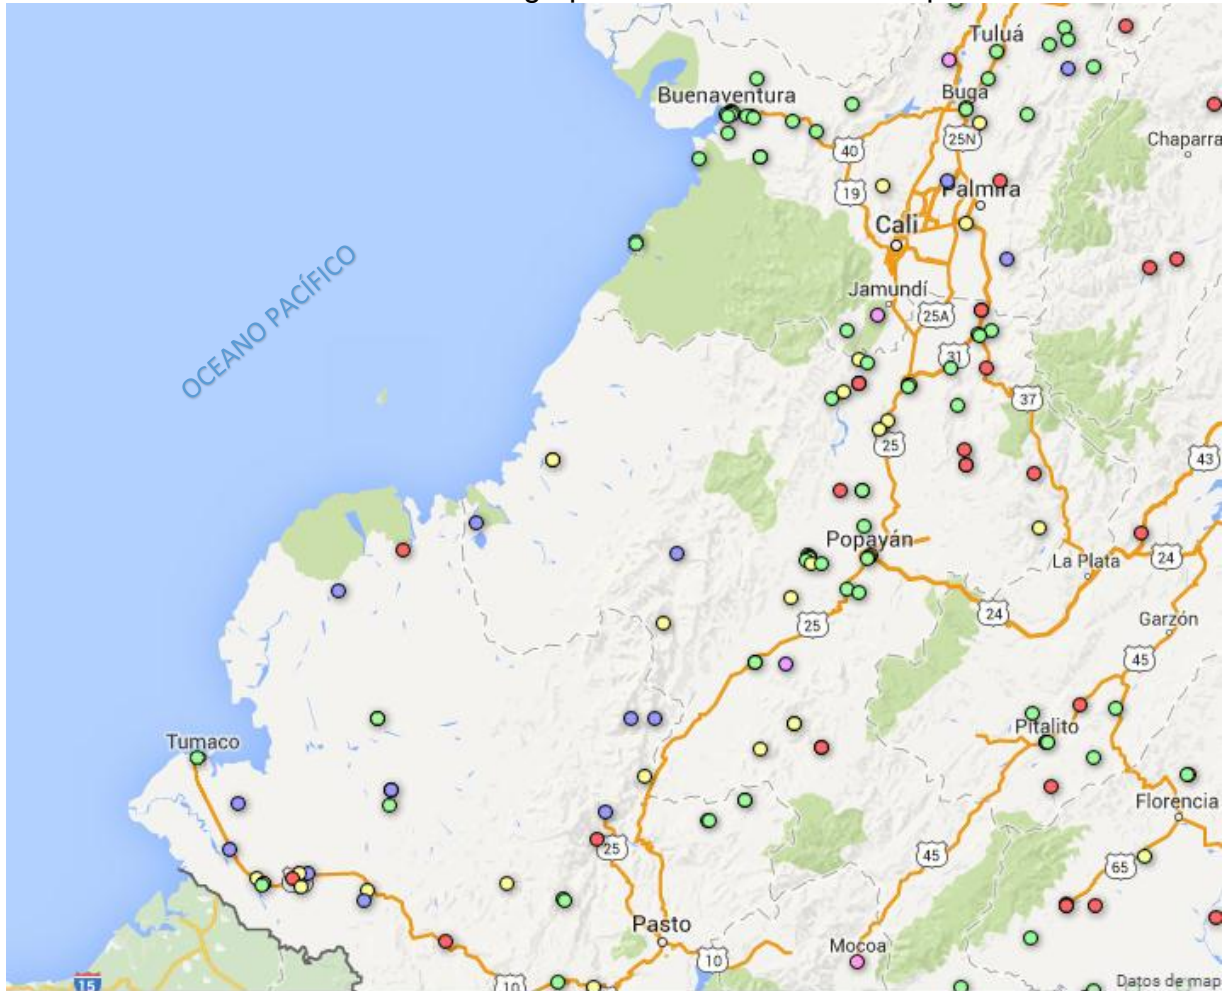 Tuluá
Buenaventura
Buga
40
25N
Chaparra
19
Palmira
Cali
OCEANO PACÍFICO
Jamundí
25A
31
37
25
43
Popayán
La Plata
24
24
25
Garzón
45
Pitalito
Tumaco
Florencia
25
45
65
Pasto
Mocoa
10
15
10
Datos de map